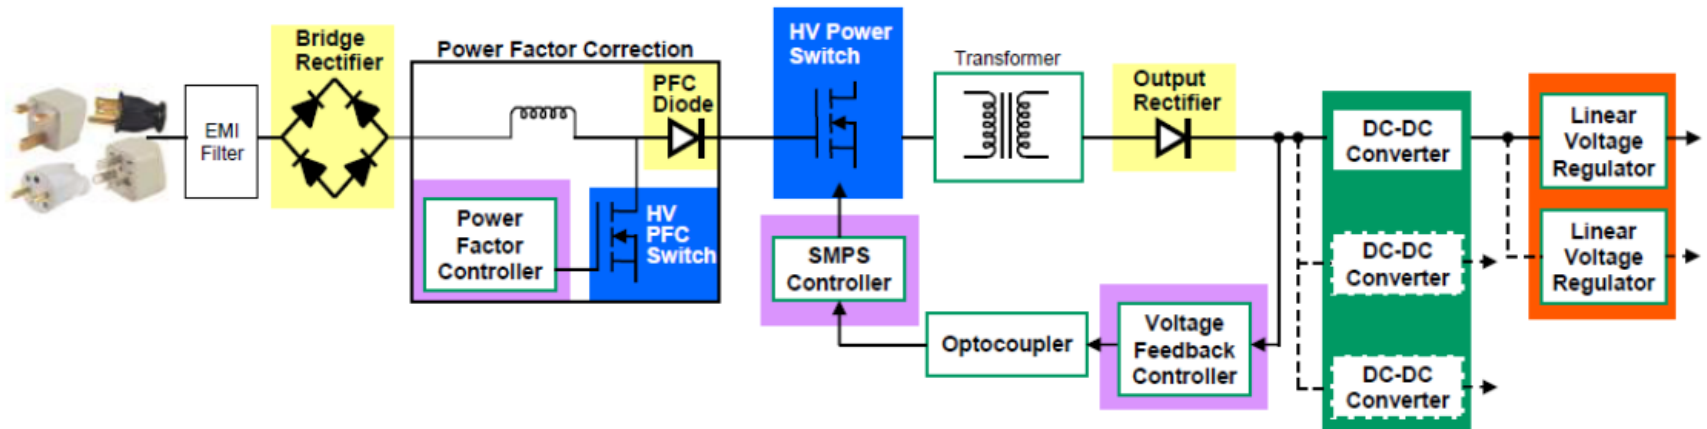 EMI
Filter
Bridge
Rectifier
Power Factor Correction
PFC
Diode
Power
Factor
Controller
HV
PFC
Switch
HV Power
Switch
SMPS
Controller
Transformer
Optocoupler
Output
Rectifier
Voltage
Feedback
Controller
DC-DC
Converter
DC-DC
Converter
DC-DC
Converter
Linear
Voltage
Regulator
Linear
Voltage
Regulator